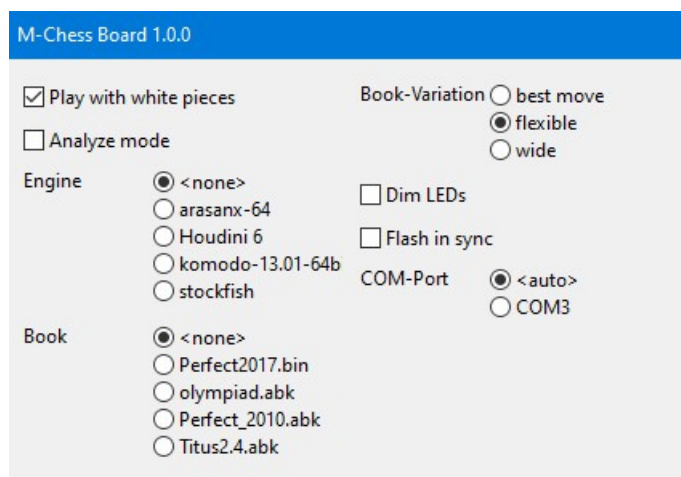 M-Chess Board 1.0.0
Play with white pieces
Analyze mode
Engine
<none>
arasanx-64
Houdini 6
komodo-13.01-64b
stockfish
Book
<none>
Perfect2017.bin
olympiad.abk
Perfect_2010.abk
Titus2.4.abk
Book-Variation
best move
flexible
wide
Dim LEDs
Flash in sync
COM-Port
<auto>
COM3